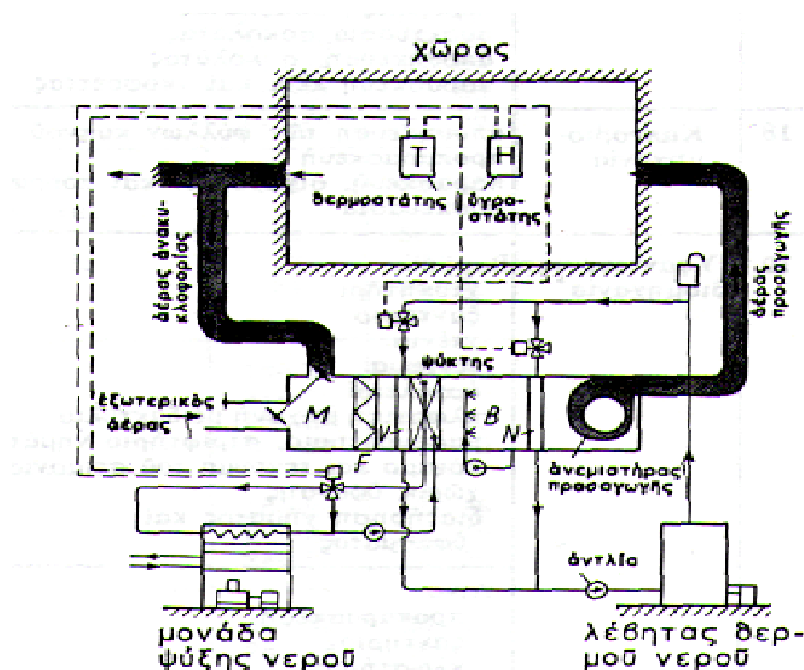 χῶρος
T
H
θερμοστάτης
ὑγρο-
στάτης
ἀέρας ἀνακυ-
κλοφορίας
ἀέρας
προσαγωγῆς
ψύκτης
ἐξωτερικὸς
ἀέρας
M
V
B
N
F
ἀνεμιστήρας
προσαγωγῆς
ἀντλία
μονάδα
ψύξης νεροῦ
λέβητας θερ-
μοῦ νεροῦ